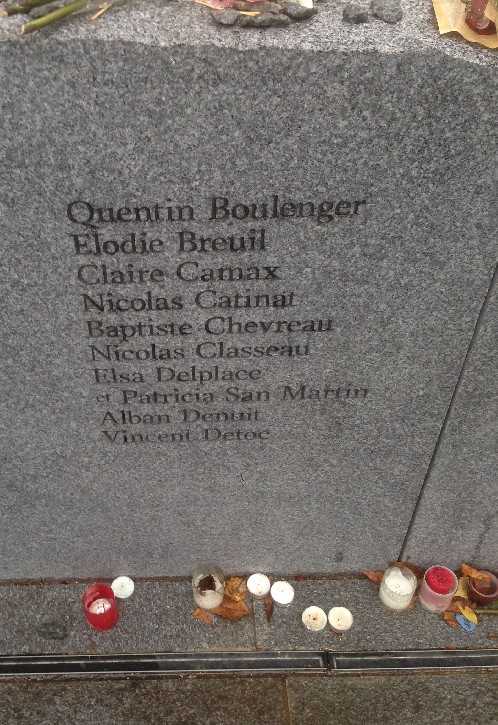 Quentin Boulenger
Elodie Breuil
Claire Camax
Nicolas Catinat
Baptiste Chevreau
Nicolas Classeau
Elsa Delplace
et Patricia San Martin
Alban Denuit
Vincent Detoc